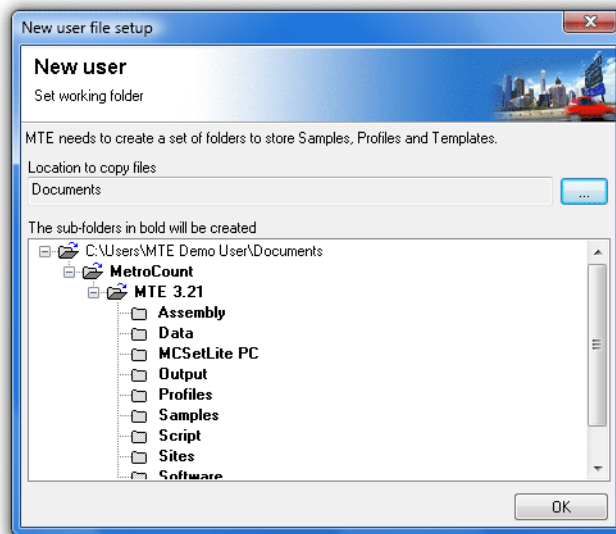 New user file setup
New user
Set working folder
MTE needs to create a set of folders to store Samples, Profiles and Templates.
Location to copy files
Documents
...
The sub-folders in bold will be created
C:\Users\MTE Demo User\Documents
MetroCount
MTE 3.21
Assembly
Data
MCSetLite PC
Output
Profiles
Samples
Script
Sites
Software
OK